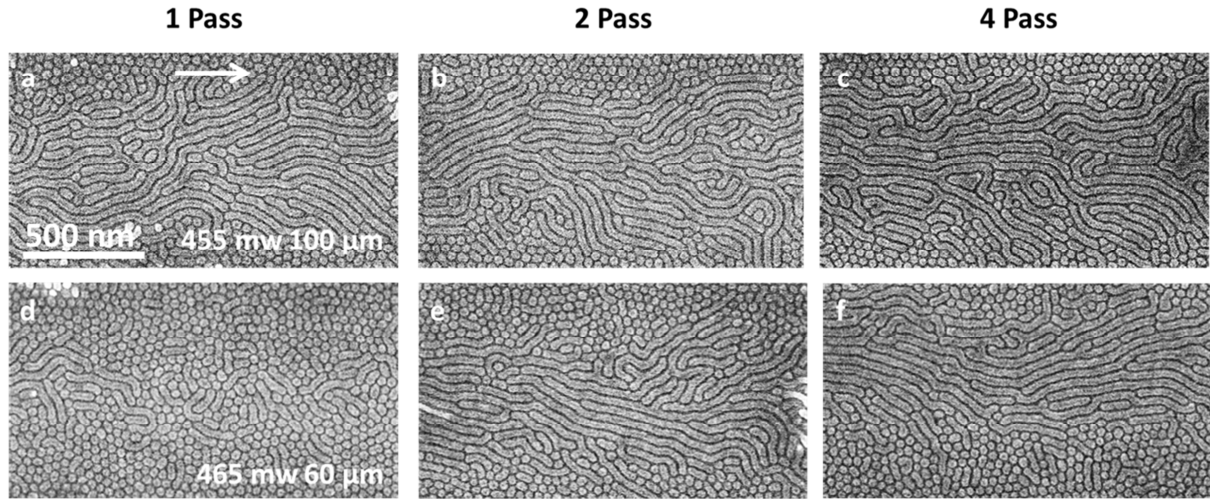 1 Pass 2 Pass 4 Pass
a b c
500 nm 455 mw 100 µm
d e f
465 mw 60 µm